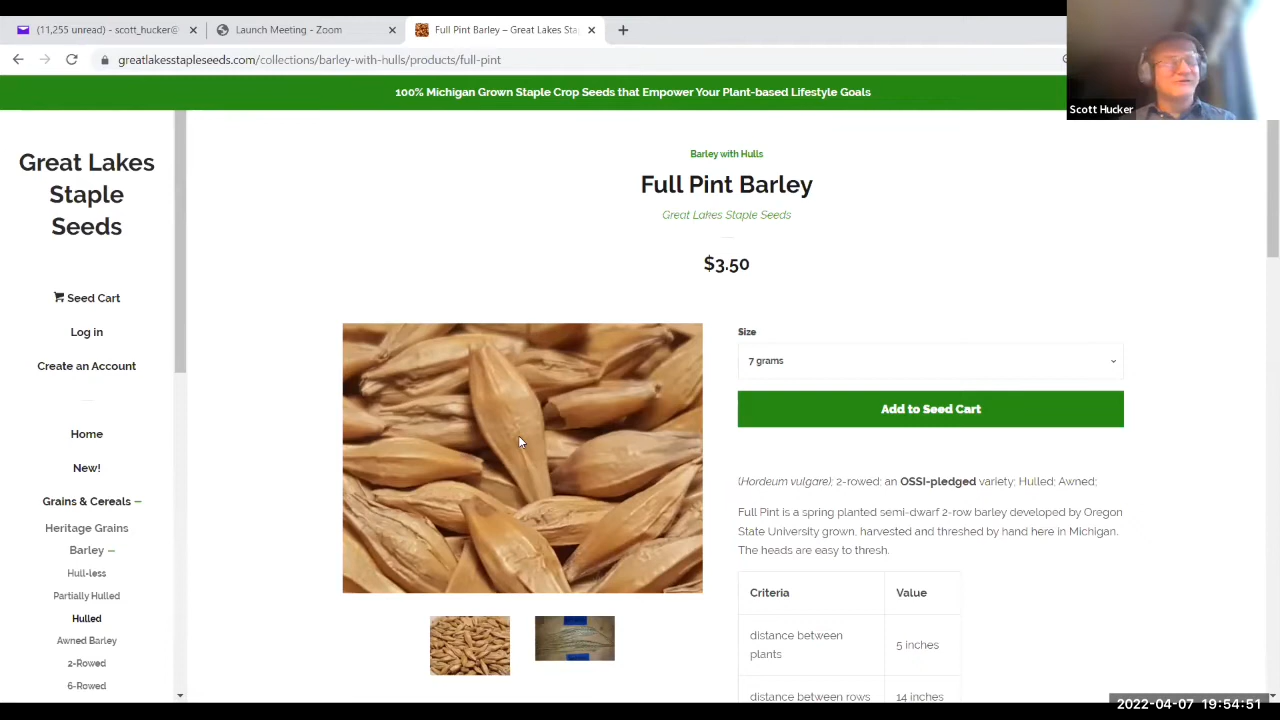 (11,255 unread) - scott_hucker@
Launch Meeting - Zoom
Full Pint Barley – Great Lakes Sta
greatlakesstapleseeds.com/collections/barley-with-hulls/products/full-pint
Scott Hucker
100% Michigan Grown Staple Crop Seeds that Empower Your Plant-based Lifestyle Goals
Great Lakes
Staple
Seeds
Seed Cart
Log in
Create an Account
Home
New!
Grains & Cereals –
Heritage Grains
Barley –
Hull-less
Partially Hulled
Hulled
Awned Barley
2-Rowed
6-Rowed
Barley with Hulls
Full Pint Barley
Great Lakes Staple Seeds
$3.50
Size
7 grams
Add to Seed Cart
(Hordeum vulgare); 2-rowed; an OSSI-pledged variety; Hulled; Awned;
Full Pint is a spring planted semi-dwarf 2-row barley developed by Oregon
State University grown, harvested and threshed by hand here in Michigan.
The heads are easy to thresh.
Criteria Value
distance between
plants
5 inches
distance between rows 14 inches
2022-04-07 19:54:51